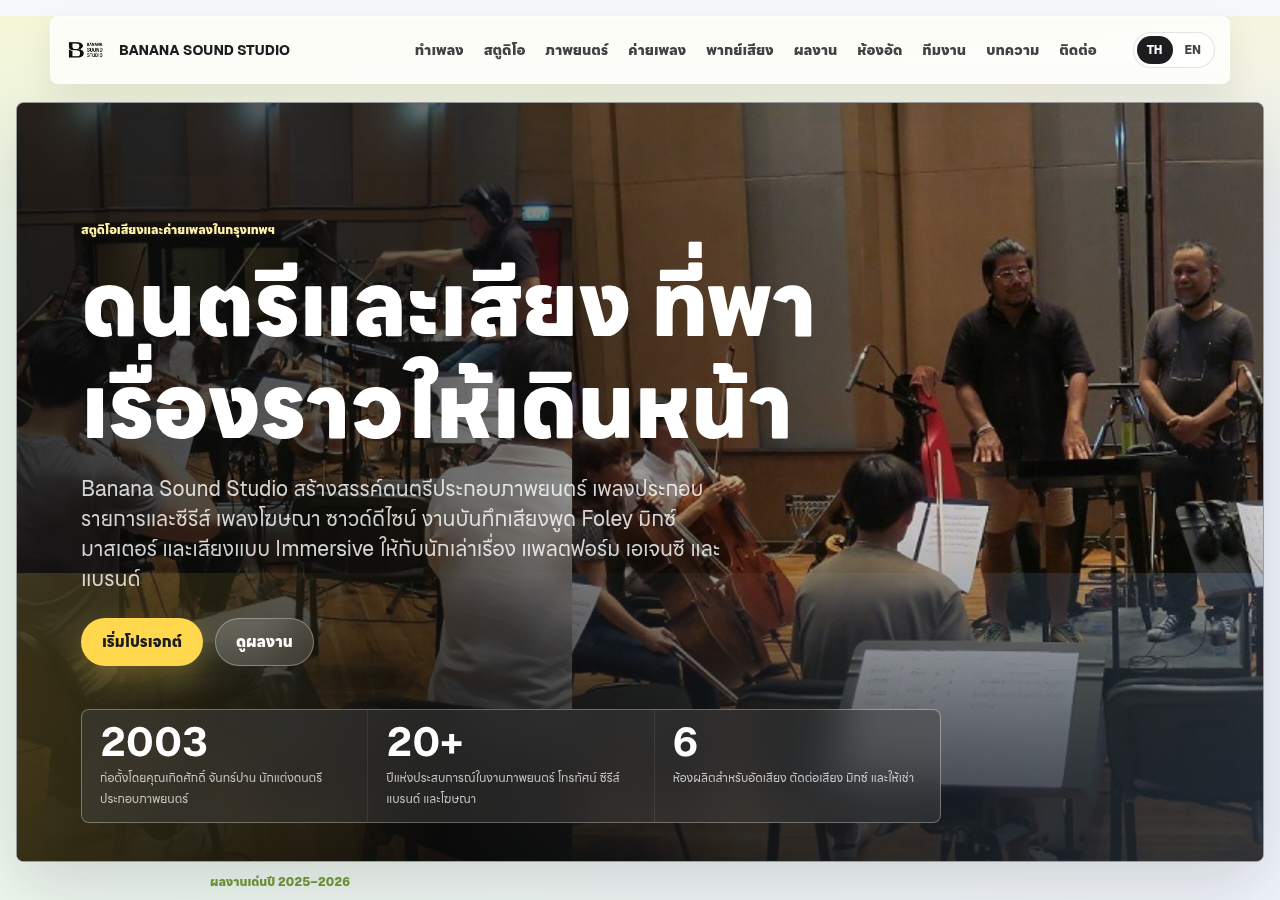 BANANA SOUND STUDIO
BANANA SOUND STUDIO
ทำเพลง สตูดิโอ ภาพยนตร์ ค่ายเพลง พากย์เสียง ผลงาน ห้องอัด ทีมงาน บทความ ติดต่อ TH EN
EXIT
สตูดิโอเสียงและค่ายเพลงในกรุงเทพฯ
ดนตรีและเสียง ที่พา
เรื่องราวให้เดินหน้า
Banana Sound Studio สร้างสรรค์ดนตรีประกอบภาพยนตร์ เพลงประกอบ
รายการและซีรีส์ เพลงโฆษณา ซาวด์ดีไซน์ งานบันทึกเสียงพูด Foley มิกซ์
มาสเตอร์ และเสียงแบบ Immersive ให้กับนักเล่าเรื่อง แพลตฟอร์ม เอเจนซี และ
แบรนด์
เริ่มโปรเจกต์ ดูผลงาน
2003
ก่อตั้งโดยคุณเกิดศักดิ์ จันทร์ปาน นักแต่งดนตรี
ประกอบภาพยนตร์
20+
ปีแห่งประสบการณ์ในงานภาพยนตร์ โทรทัศน์ ซีรีส์
แบรนด์ และโฆษณา
6
ห้องผลิตสำหรับอัดเสียง ตัดต่อเสียง มิกซ์ และให้เช่า
ผลงานเด่นปี 2025–2026